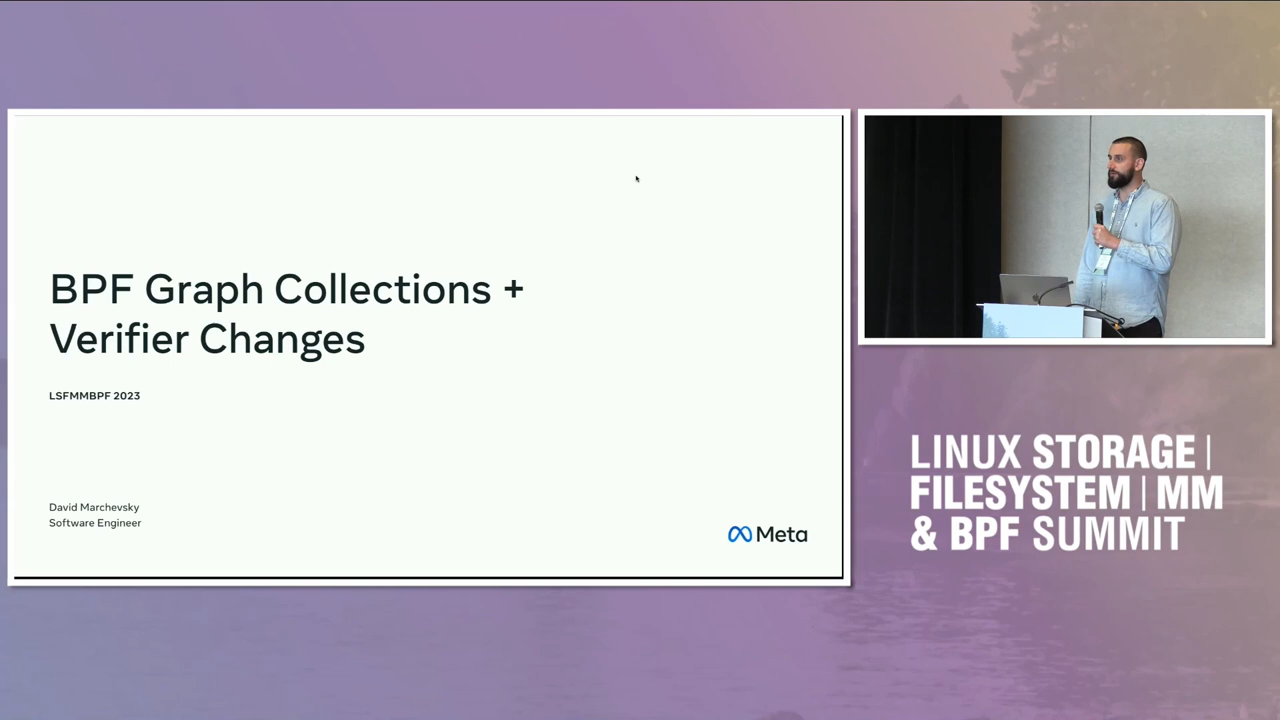 BPF Graph Collections +
Verifier Changes
LSFMMBPF 2023
David Marchevsky
Software Engineer
Meta
LINUX STORAGE |
FILESYSTEM | MM
& BPF SUMMIT